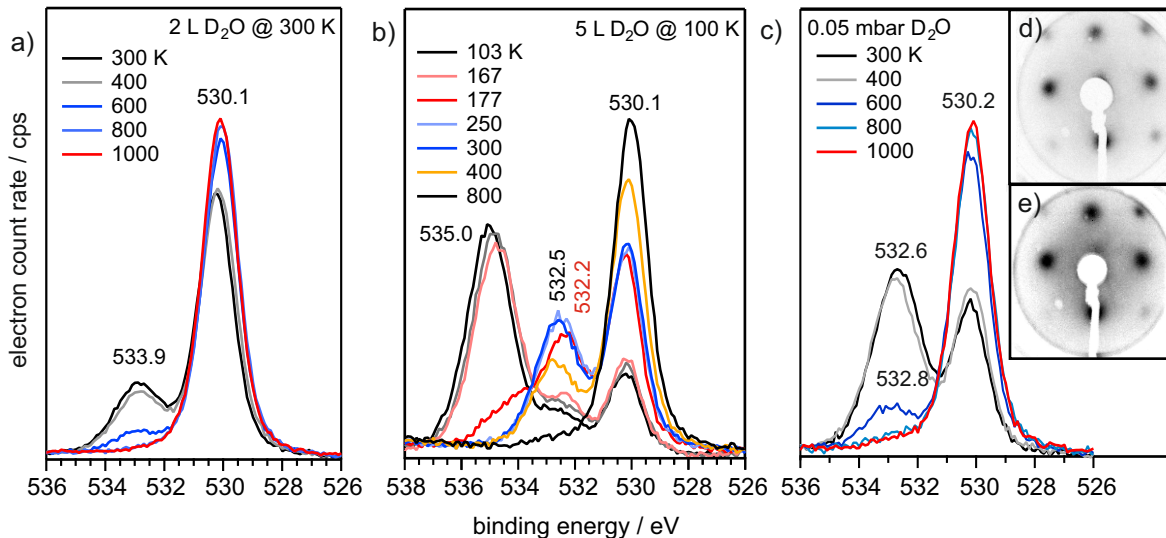 a)
2 L D₂O @ 300 K
300 K
400
600
800
1000
530.1
533.9
536 534 532 530 528 526
electron count rate / cps
b)
5 L D₂O @ 100 K
103 K
167
177
250
300
400
800
530.1
535.0
532.5
532.2
538 536 534 532 530 528 526
binding energy / eV
c)
0.05 mbar D₂O
300 K
400
600
800
1000
530.2
532.6
532.8
536 534 532 530 528 526
d)
e)